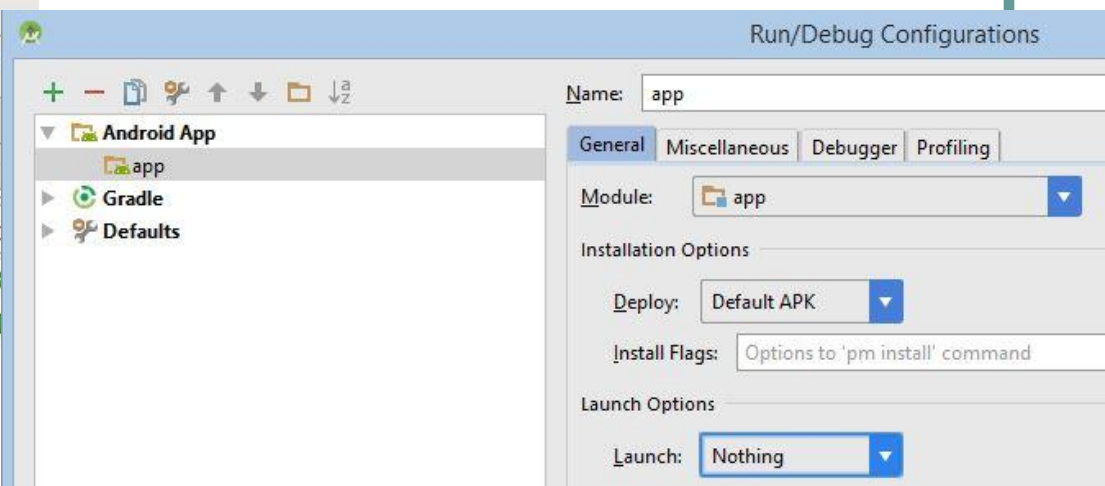 Run/Debug Configurations
Name: app
Android App
app
Gradle
Defaults
General Miscellaneous Debugger Profiling
Module: app
Installation Options
Deploy: Default APK
Install Flags: Options to 'pm install' command
Launch Options
Launch: Nothing